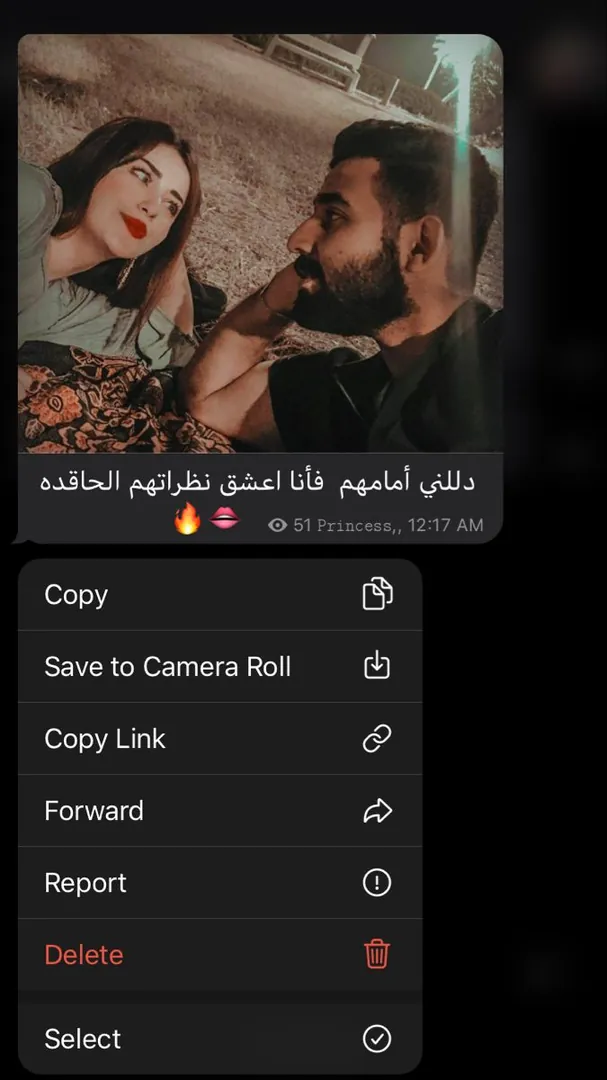 دللني أمامهم فأنا اعشق نظراتهم الحاقده
🔥🫦 51 Princess,, 12:17 AM
Copy
Save to Camera Roll
Copy Link
Forward
Report
Delete
Select